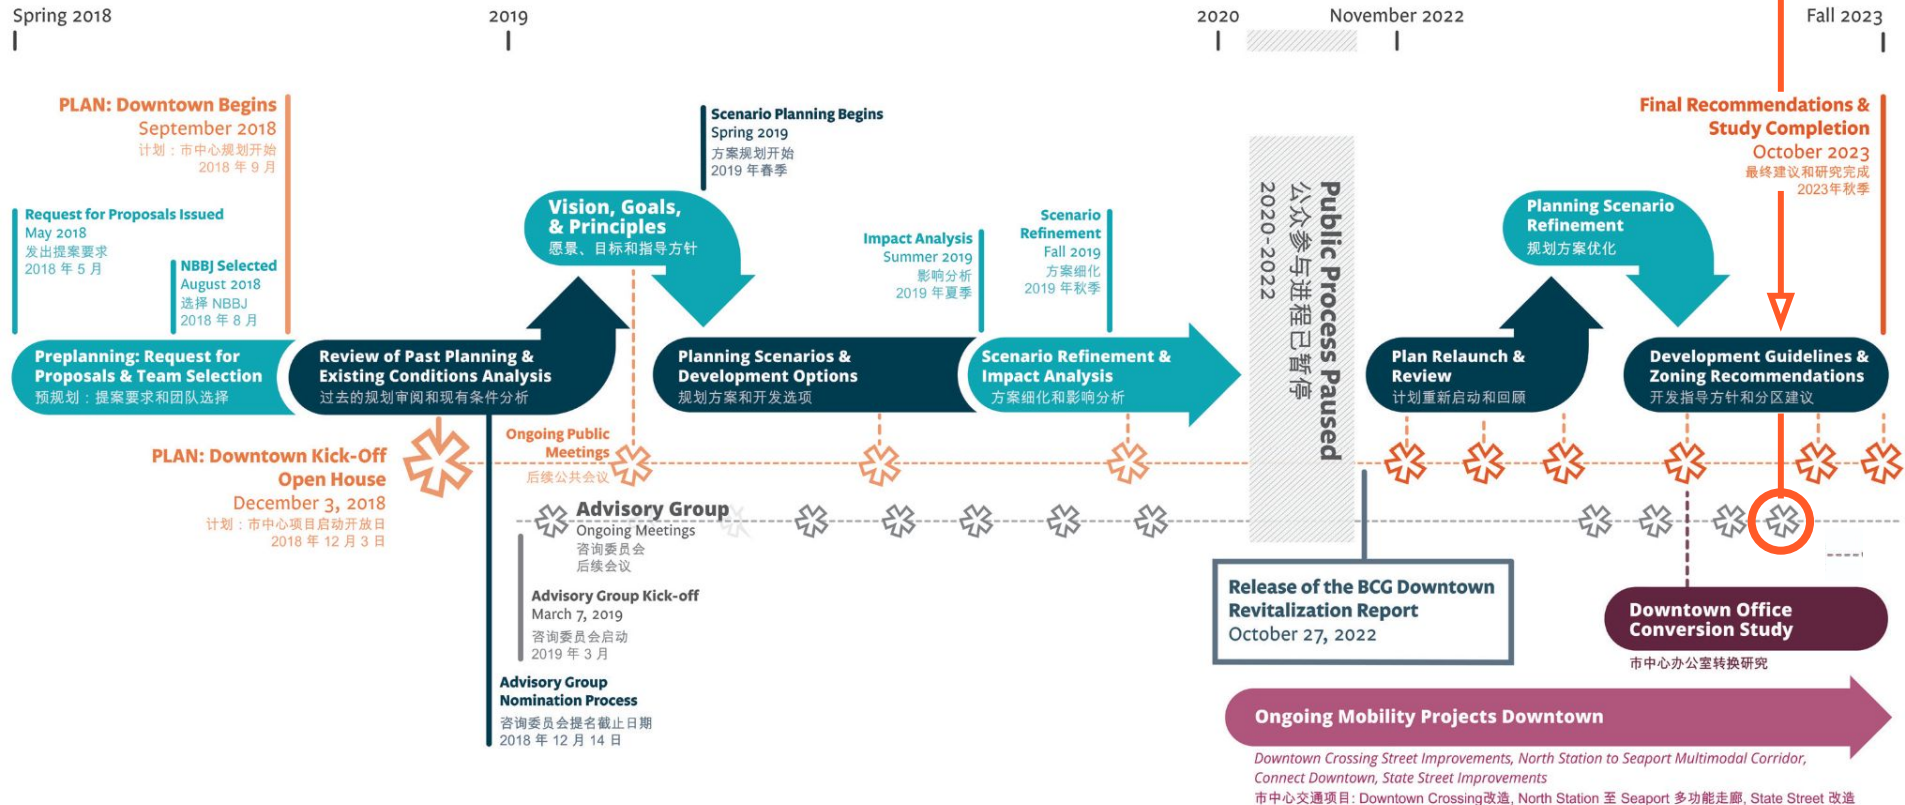 Spring 2018
2019
2020
November 2022
Fall 2023
PLAN: Downtown Begins
September 2018
计划：市中心规划开始
2018 年 9 月
Request for Proposals Issued
May 2018
发出提案要求
2018 年 5 月
NBBJ Selected
August 2018
选择 NBBJ
2018 年 8 月
Preplanning: Request for
Proposals & Team Selection
预规划：提案要求和团队选择
Review of Past Planning &
Existing Conditions Analysis
过去的规划审阅和现有条件分析
PLAN: Downtown Kick-Off
Open House
December 3, 2018
计划：市中心项目启动开放日
2018 年 12 月 3 日
Vision, Goals,
& Principles
愿景、目标和指导方针
Scenario Planning Begins
Spring 2019
方案规划开始
2019 年春季
Planning Scenarios &
Development Options
规划方案和开发选项
Impact Analysis
Summer 2019
影响分析
2019 年夏季
Scenario
Refinement
Fall 2019
方案细化
2019 年秋季
Scenario Refinement &
Impact Analysis
方案细化和影响分析
Ongoing Public
Meetings
后续公共会议
Advisory Group
Ongoing Meetings
咨询委员会
后续会议
Advisory Group Kick-off
March 7, 2019
咨询委员会启动
2019 年 3 月
Advisory Group
Nomination Process
咨询委员会提名截止日期
2018 年 12 月 14 日
Public Process Paused
公众参与进程已暂停
2020-2022
Release of the BCG Downtown
Revitalization Report
October 27, 2022
Plan Relaunch &
Review
计划重新启动和回顾
Planning Scenario
Refinement
规划方案优化
Final Recommendations &
Study Completion
October 2023
最终建议和研究完成
2023年秋季
Development Guidelines &
Zoning Recommendations
开发指导方针和分区建议
Downtown Office
Conversion Study
市中心办公室转换研究
Ongoing Mobility Projects Downtown
Downtown Crossing Street Improvements, North Station to Seaport Multimodal Corridor,
Connect Downtown, State Street Improvements
市中心交通项目: Downtown Crossing改造, North Station 至 Seaport 多功能走廊, State Street 改造